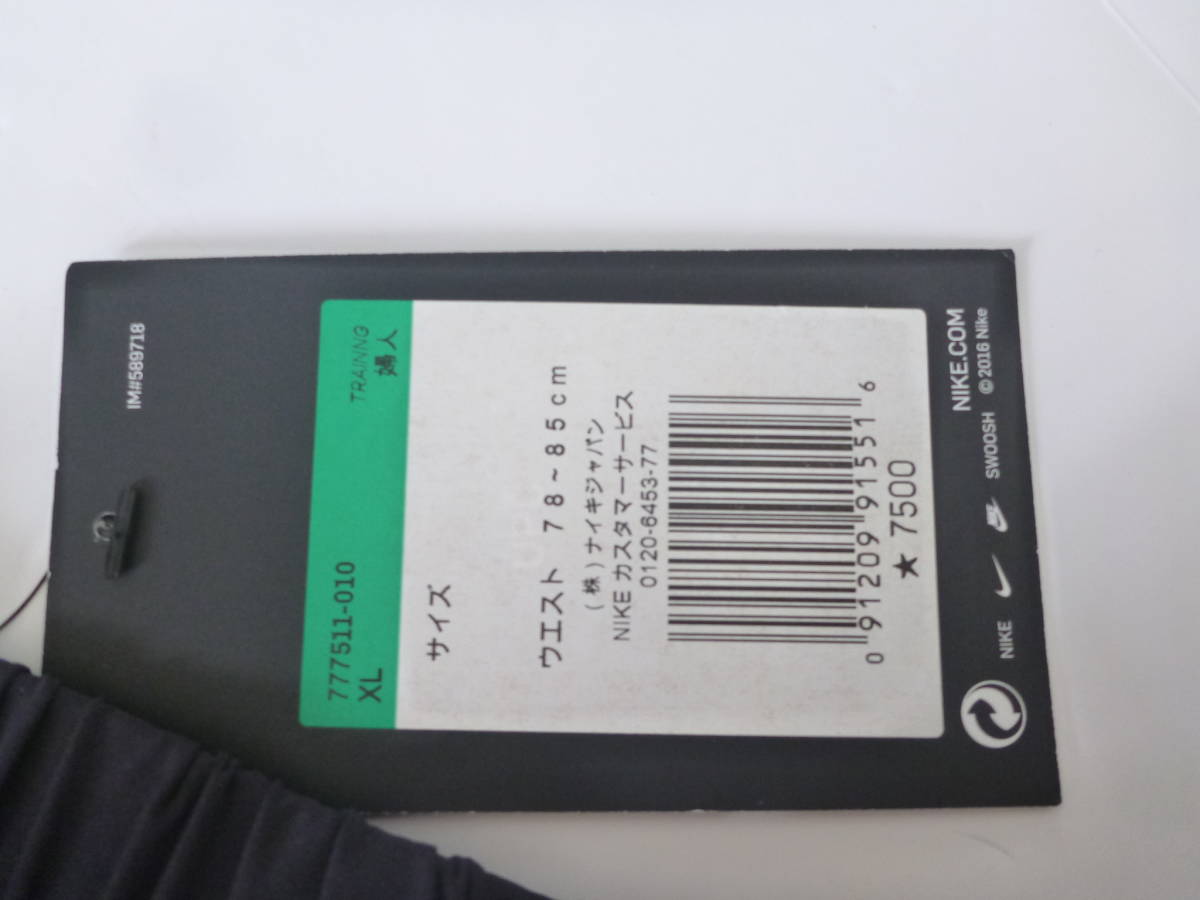 IM#589718
777511-010 TRAINNG
XL 婦人
サイズ
ウエスト 78~85cm
(株)ナイキジャパン
NIKE カスタマーサービス
0120-6453-77
0 91209 91551 6
★ 7500
NIKE.COM
NIKE SWOOSH ©2016 Nike